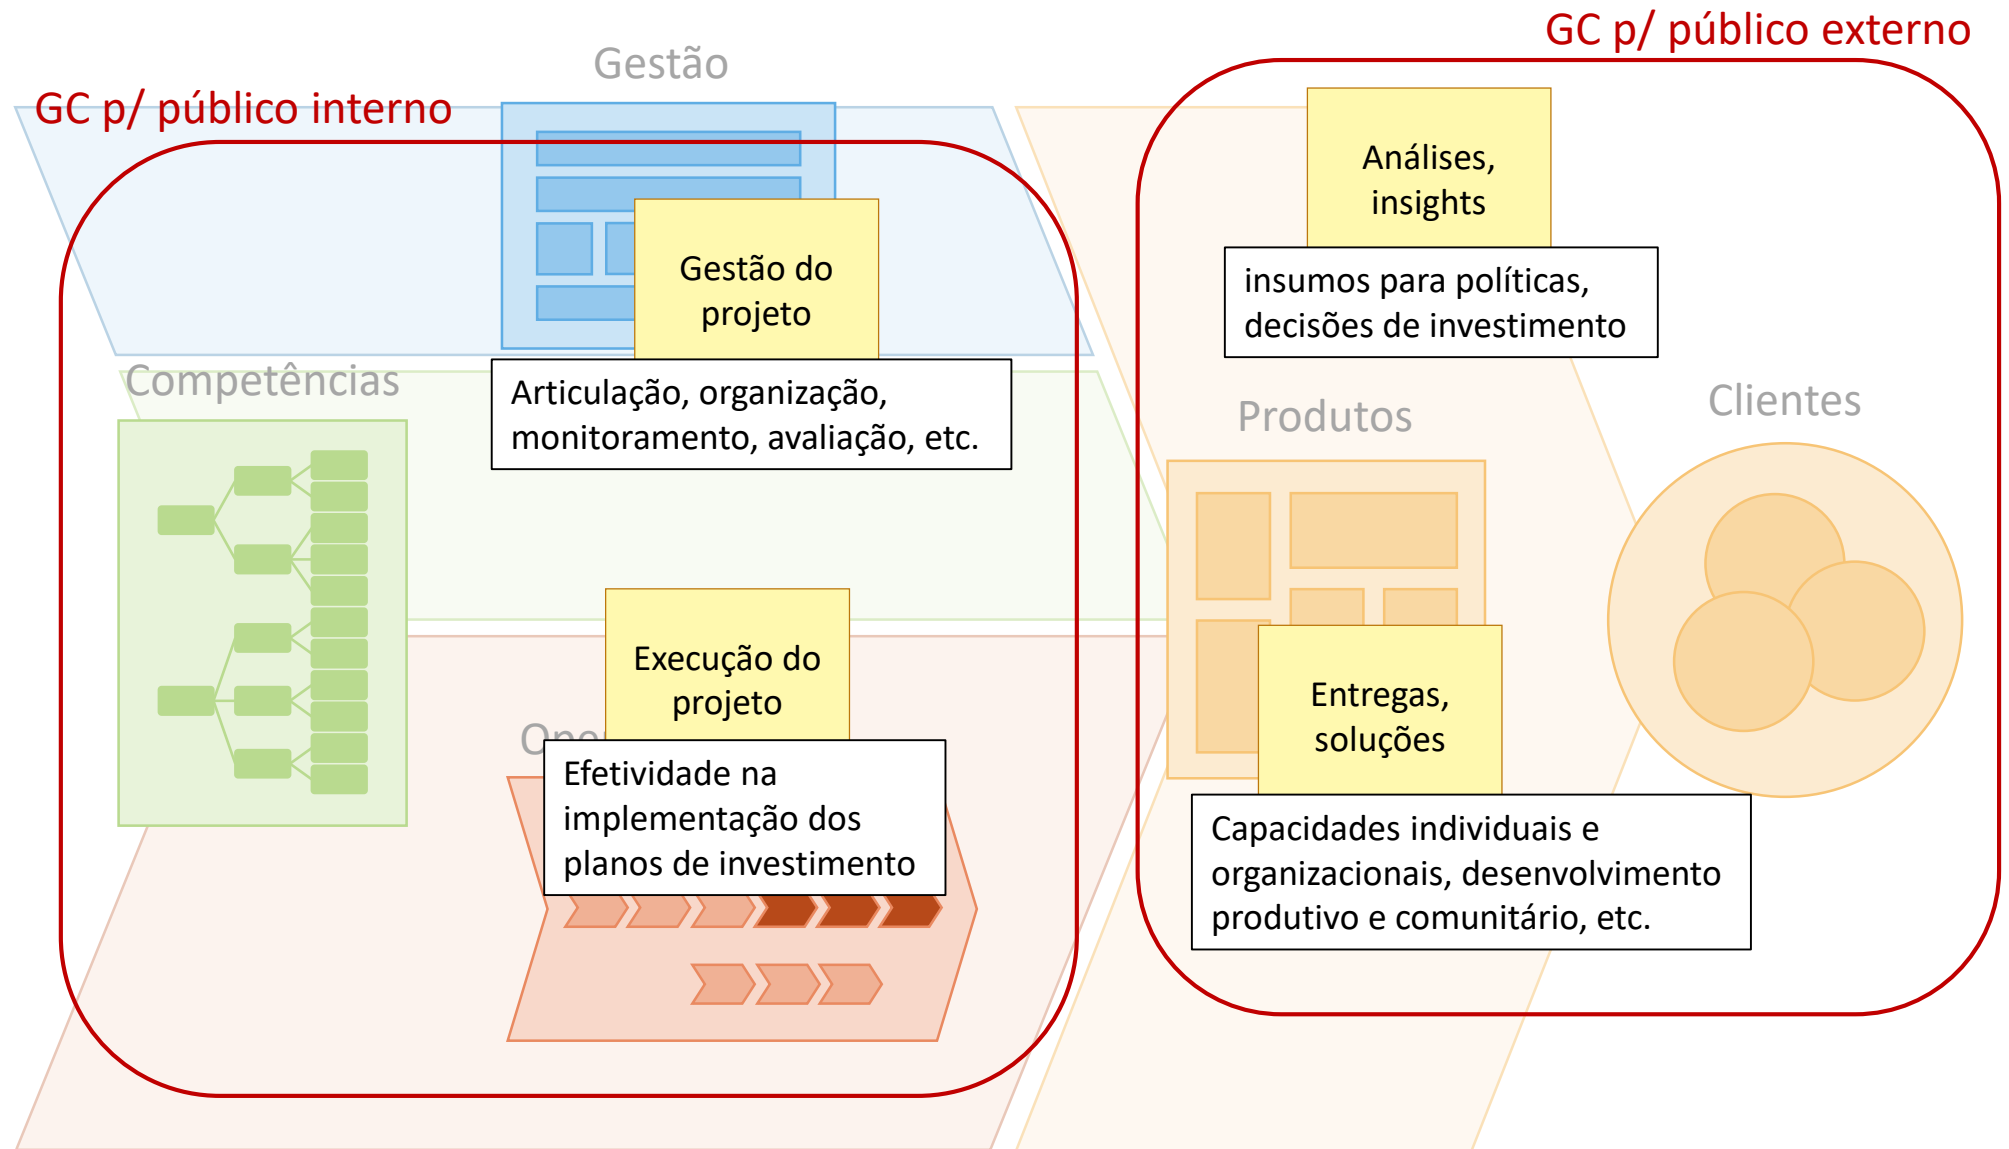 GC p/ público externo
Gestão
GC p/ público interno
Análises,
insights
insumos para políticas,
decisões de investimento
Gestão do
projeto
Articulação, organização,
monitoramento, avaliação, etc.
Competências
Produtos
Clientes
Execução do
projeto
Efetividade na
implementação dos
planos de investimento
Entregas,
soluções
Capacidades individuais e
organizacionais, desenvolvimento
produtivo e comunitário, etc.